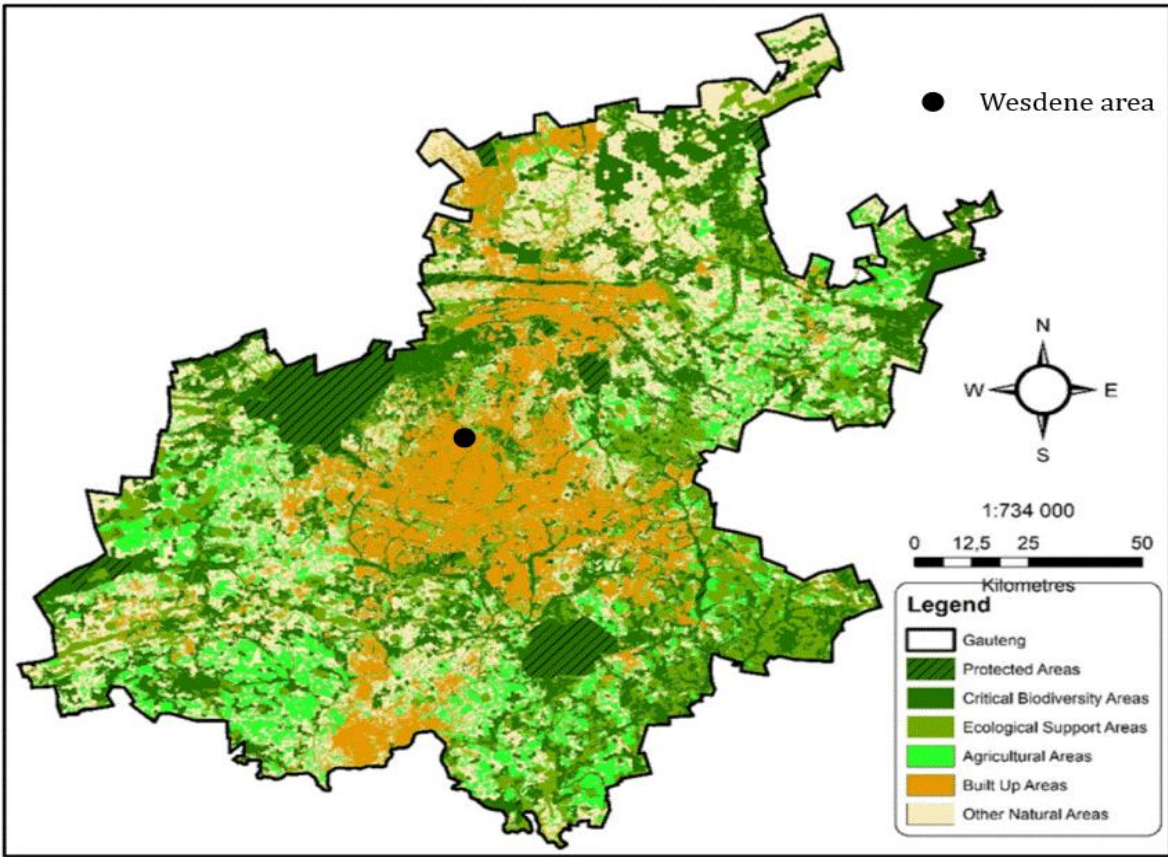 Wesdene area
N
W E
S
1:734 000
0 12,5 25 50
Kilometres
Legend
Gauteng
Protected Areas
Critical Biodiversity Areas
Ecological Support Areas
Agricultural Areas
Built Up Areas
Other Natural Areas